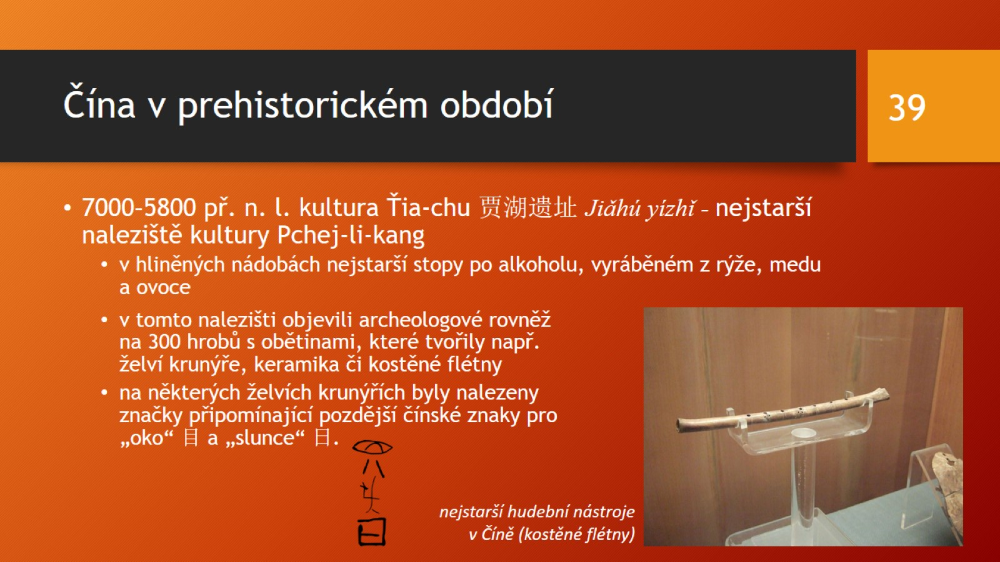 Čína v prehistorickém období
39
• 7000–5800 př. n. l. kultura Ťia-chu 贾湖遗址 Jiǎhú yízhǐ - nejstarší
naleziště kultury Pchej-li-kang
• v hliněných nádobách nejstarší stopy po alkoholu, vyráběném z rýže, medu
a ovoce
• v tomto nalezišti objevili archeologové rovněž
na 300 hrobů s obětinami, které tvořily např.
želví krunýře, keramika či kostěné flétny
• na některých želvích krunýřích byly nalezeny
značky připomínající pozdější čínské znaky pro
„oko“ 目 a „slunce“ 日.
nejstarší hudební nástroje
v Číně (kostěné flétny)